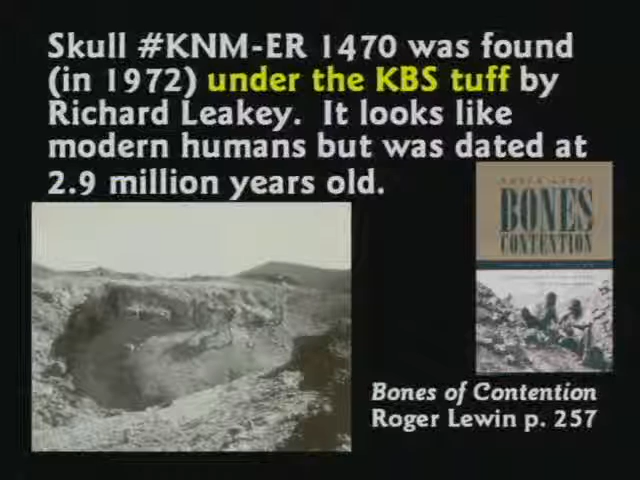 Skull #KNM-ER 1470 was found
(in 1972) under the KBS tuff by
Richard Leakey. It looks like
modern humans but was dated at
2.9 million years old.
BONES
CONTENTION
Bones of Contention
Roger Lewin p. 257